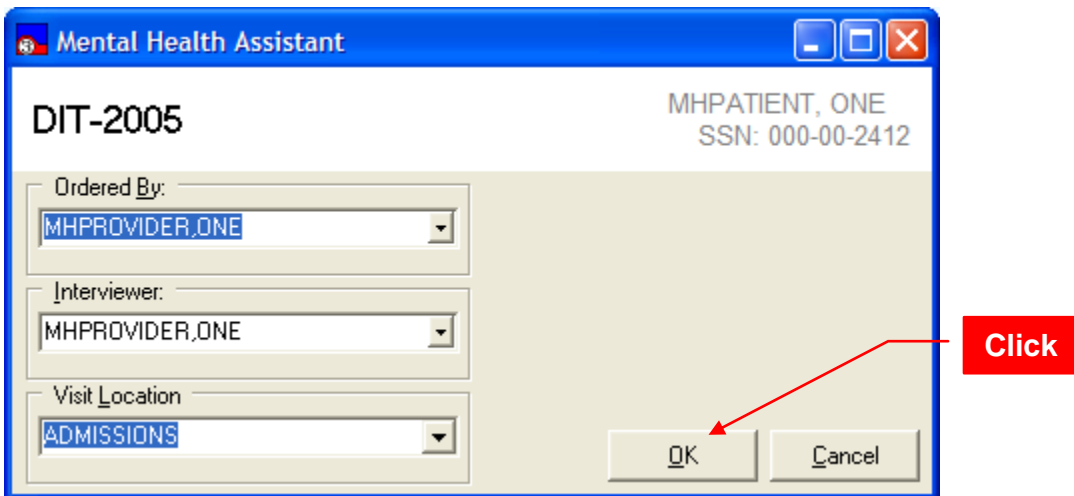 Mental Health Assistant
DIT-2005
MHPATIENT, ONE
SSN: 000-00-2412
Ordered By:
MHPROVIDER,ONE
Interviewer:
MHPROVIDER,ONE
Click
Visit Location
ADMISSIONS
OK
Cancel